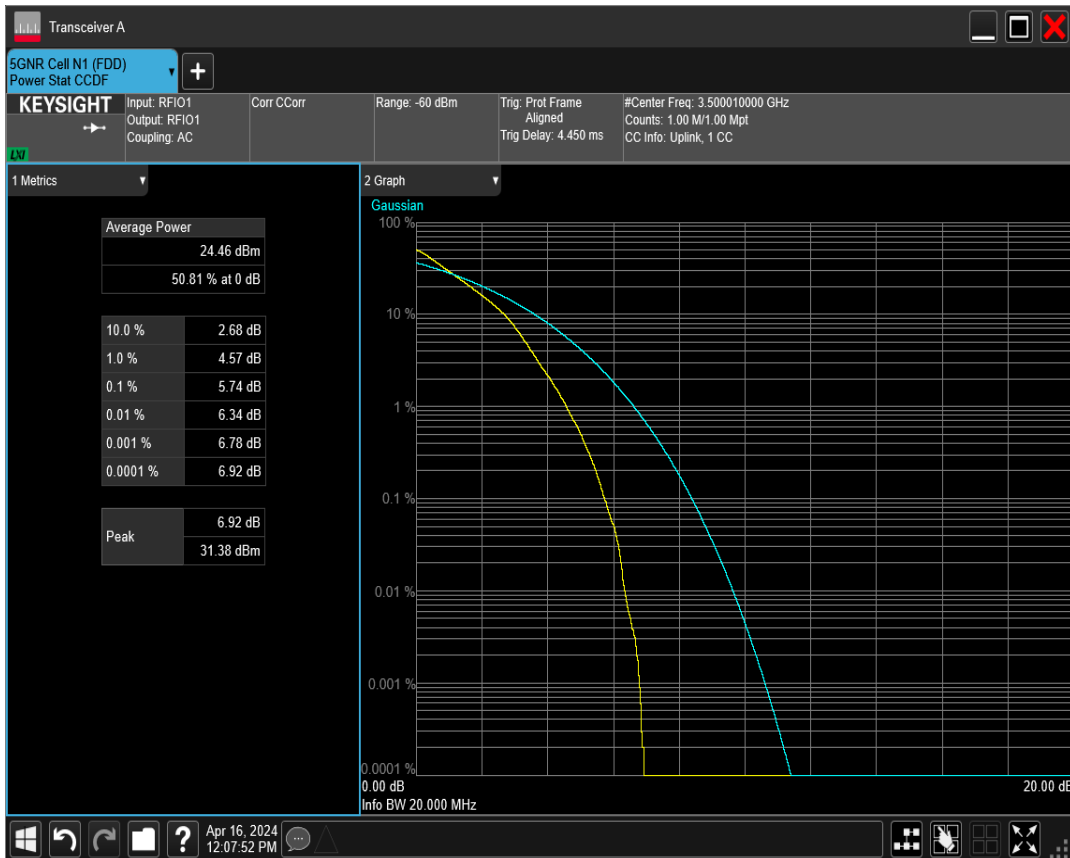 Transceiver A
5GNR Cell N1 (FDD)
Power Stat CCDF
+
KEYSIGHT
LXI
Input: RFIO1
Output: RFIO1
Coupling: AC
Corr CCorr
Range: -60 dBm
Trig: Prot Frame
Aligned
Trig Delay: 4.450 ms
#Center Freq: 3.500010000 GHz
Counts: 1.00 M/1.00 Mpt
CC Info: Uplink, 1 CC
1 Metrics
Average Power
24.46 dBm
50.81 % at 0 dB
10.0 % 2.68 dB
1.0 % 4.57 dB
0.1 % 5.74 dB
0.01 % 6.34 dB
0.001 % 6.78 dB
0.0001 % 6.92 dB
Peak
6.92 dB
31.38 dBm
2 Graph
Gaussian
100 %
10 %
1 %
0.1 %
0.01 %
0.001 %
0.0001 %
0.00 dB 20.00 dB
Info BW 20.000 MHz
?
Apr 16, 2024
12:07:52 PM